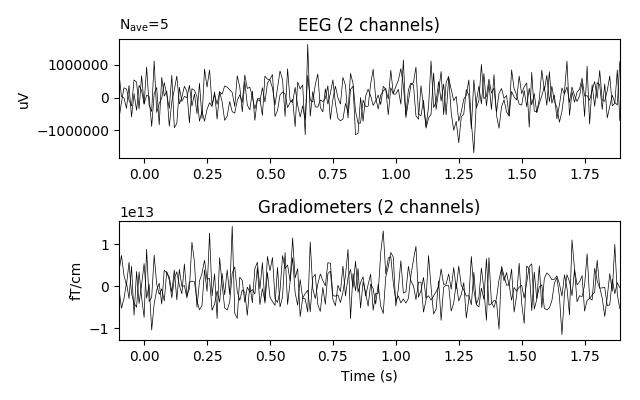 N_ave=5
EEG (2 channels)
1000000
0
−1000000
uV
0.00 0.25 0.50 0.75 1.00 1.25 1.50 1.75
1e13
Gradiometers (2 channels)
1
0
−1
fT/cm
0.00 0.25 0.50 0.75 1.00 1.25 1.50 1.75
Time (s)